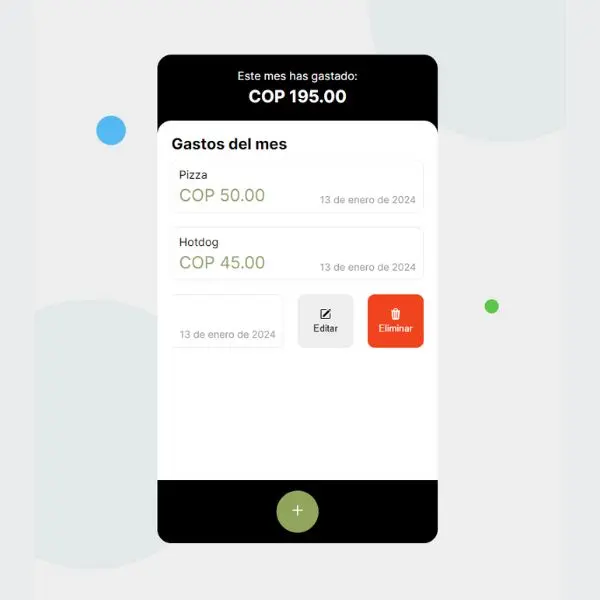 Este mes has gastado:
COP 195.00
Gastos del mes
Pizza
COP 50.00
13 de enero de 2024
Hotdog
COP 45.00
13 de enero de 2024
13 de enero de 2024
Editar
Eliminar
+